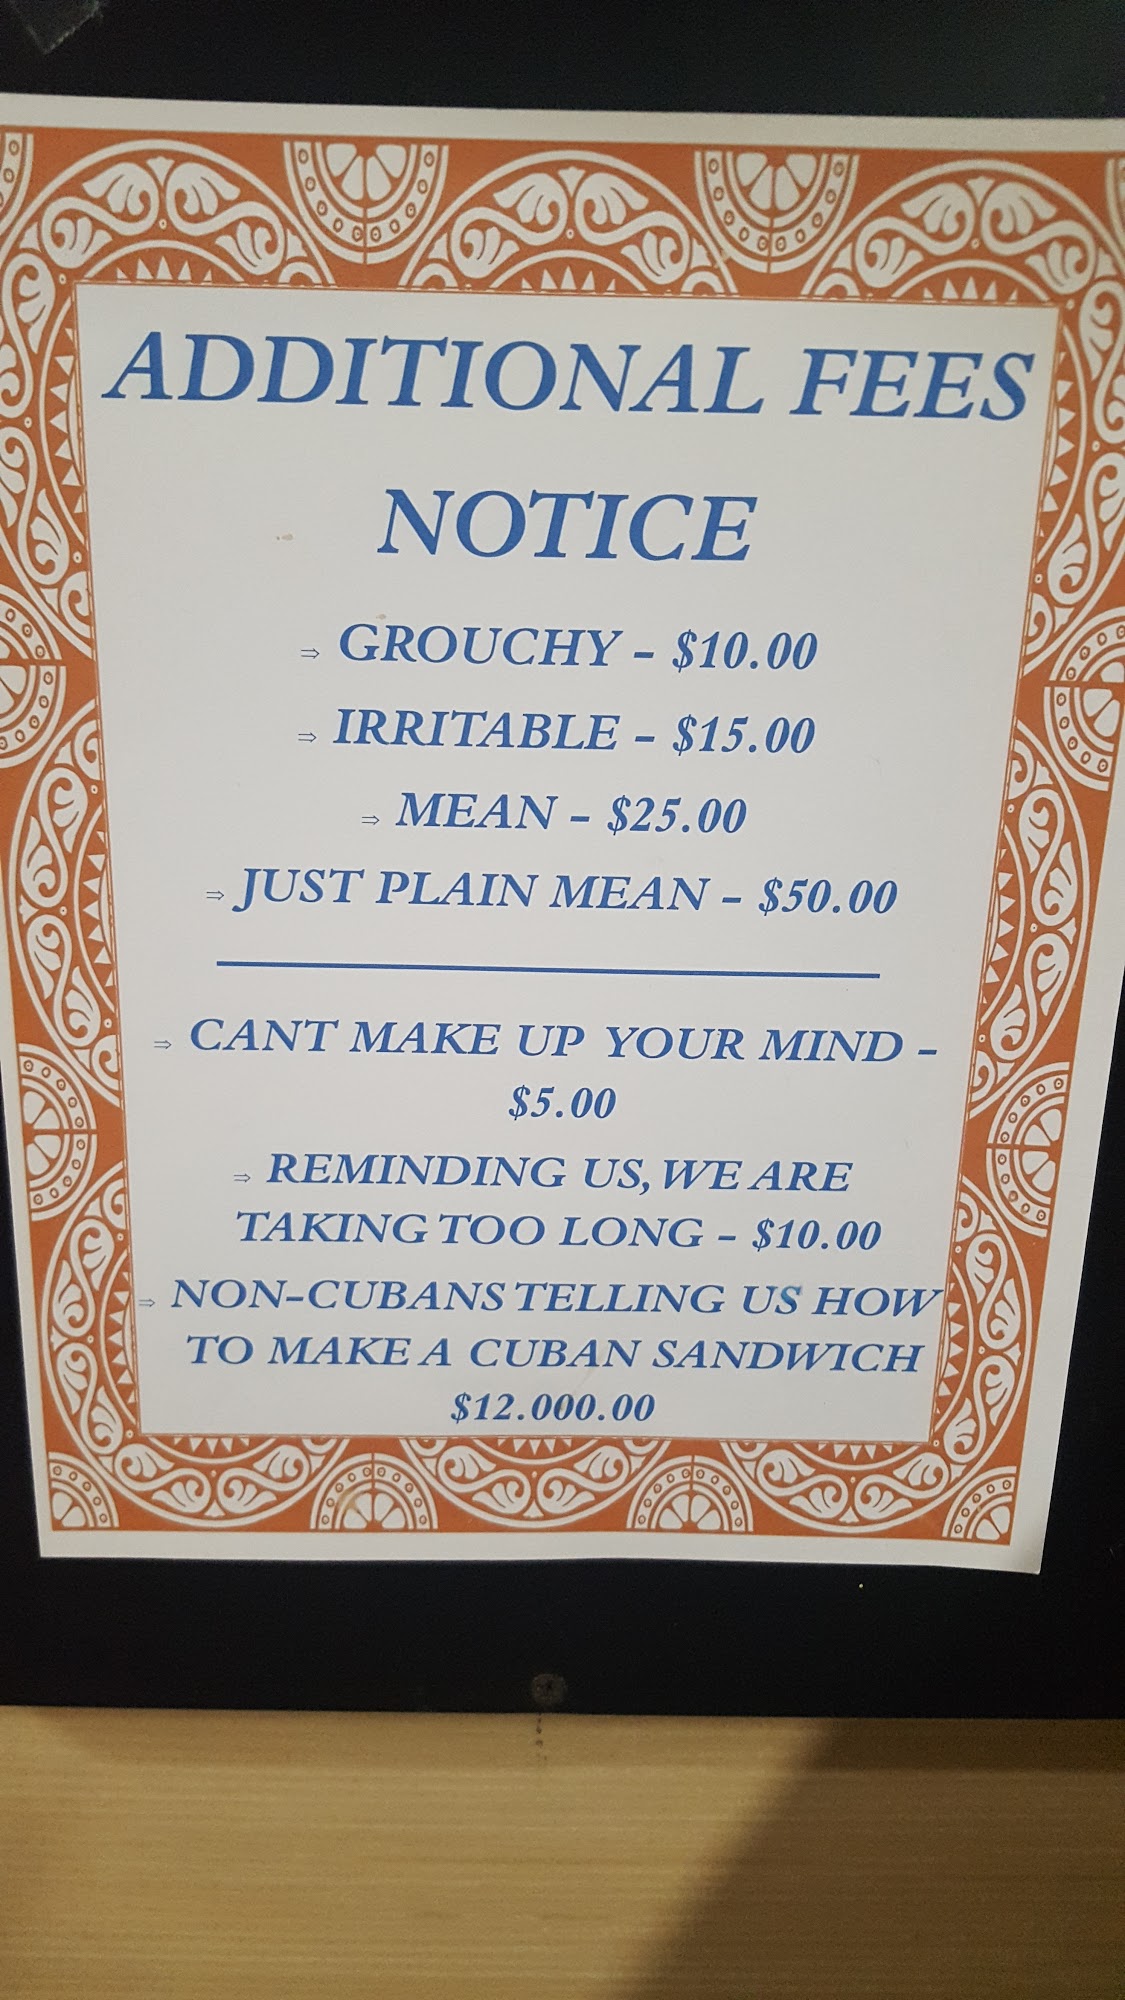 ADDITIONAL FEES
NOTICE
⇒ GROUCHY - $10.00
⇒ IRRITABLE - $15.00
⇒ MEAN - $25.00
⇒ JUST PLAIN MEAN - $50.00
⇒ CANT MAKE UP YOUR MIND -
$5.00
⇒ REMINDING US, WE ARE
TAKING TOO LONG - $10.00
⇒ NON-CUBANS TELLING US HOW
TO MAKE A CUBAN SANDWICH
$12.000.00